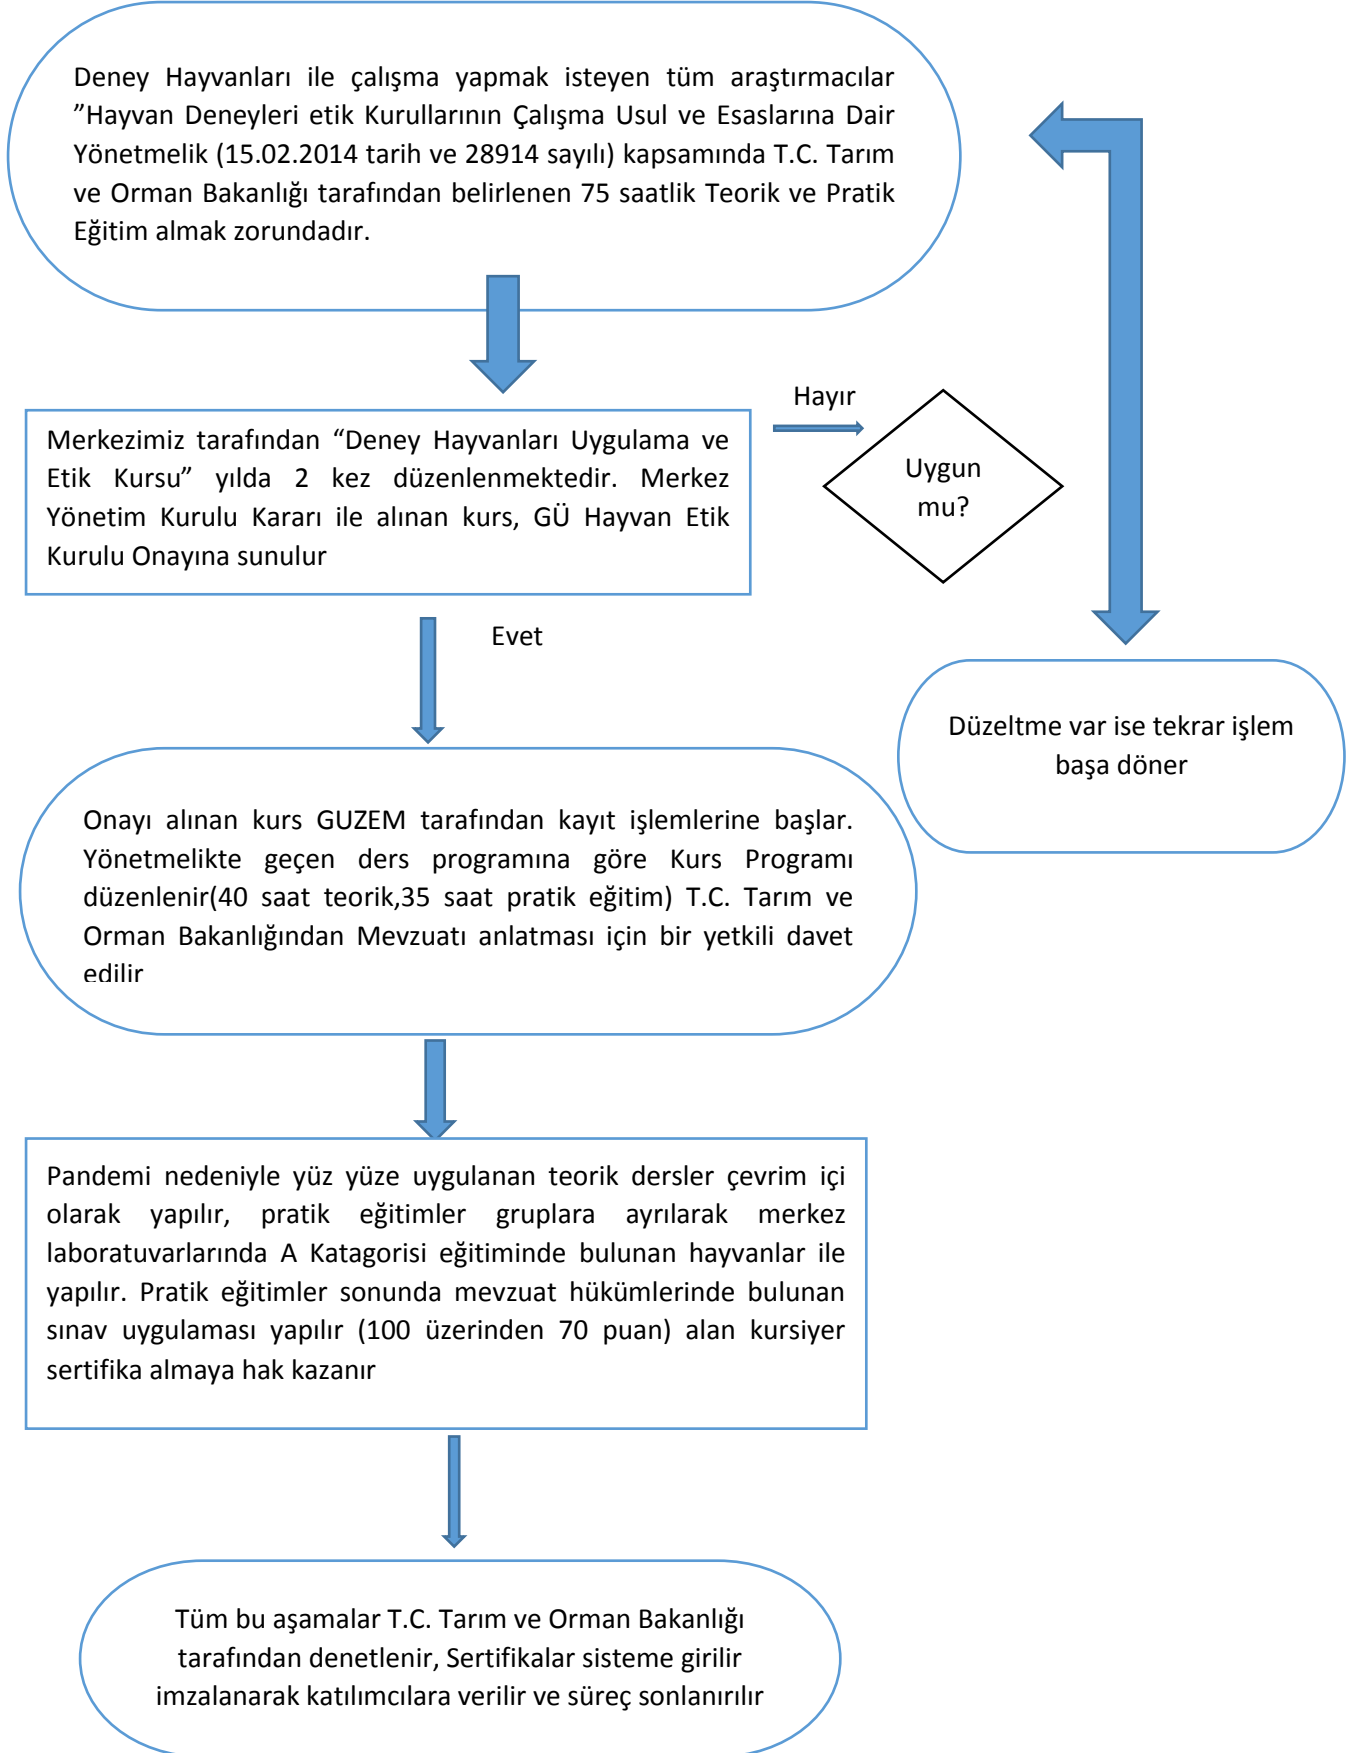 Deney Hayvanları ile çalışma yapmak isteyen tüm araştırmacılar
”Hayvan Deneyleri etik Kurullarının Çalışma Usul ve Esaslarına Dair
Yönetmelik (15.02.2014 tarih ve 28914 sayılı) kapsamında T.C. Tarım
ve Orman Bakanlığı tarafından belirlenen 75 saatlik Teorik ve Pratik
Eğitim almak zorundadır.
Hayır
Merkezimiz tarafından “Deney Hayvanları Uygulama ve
Etik Kursu” yılda 2 kez düzenlenmektedir. Merkez
Yönetim Kurulu Kararı ile alınan kurs, GÜ Hayvan Etik
Kurulu Onayına sunulur
Uygun
mu?
Evet
Düzeltme var ise tekrar işlem
başa döner
Onayı alınan kurs GUZEM tarafından kayıt işlemlerine başlar.
Yönetmelikte geçen ders programına göre Kurs Programı
düzenlenir(40 saat teorik,35 saat pratik eğitim) T.C. Tarım ve
Orman Bakanlığından Mevzuatı anlatması için bir yetkili davet
edilir
Pandemi nedeniyle yüz yüze uygulanan teorik dersler çevrim içi
olarak yapılır, pratik eğitimler gruplara ayrılarak merkez
laboratuvarlarında A Katagorisi eğitiminde bulunan hayvanlar ile
yapılır. Pratik eğitimler sonunda mevzuat hükümlerinde bulunan
sınav uygulaması yapılır (100 üzerinden 70 puan) alan kursiyer
sertifika almaya hak kazanır
Tüm bu aşamalar T.C. Tarım ve Orman Bakanlığı
tarafından denetlenir, Sertifikalar sisteme girilir
imzalanarak katılımcılara verilir ve süreç sonlanırılır